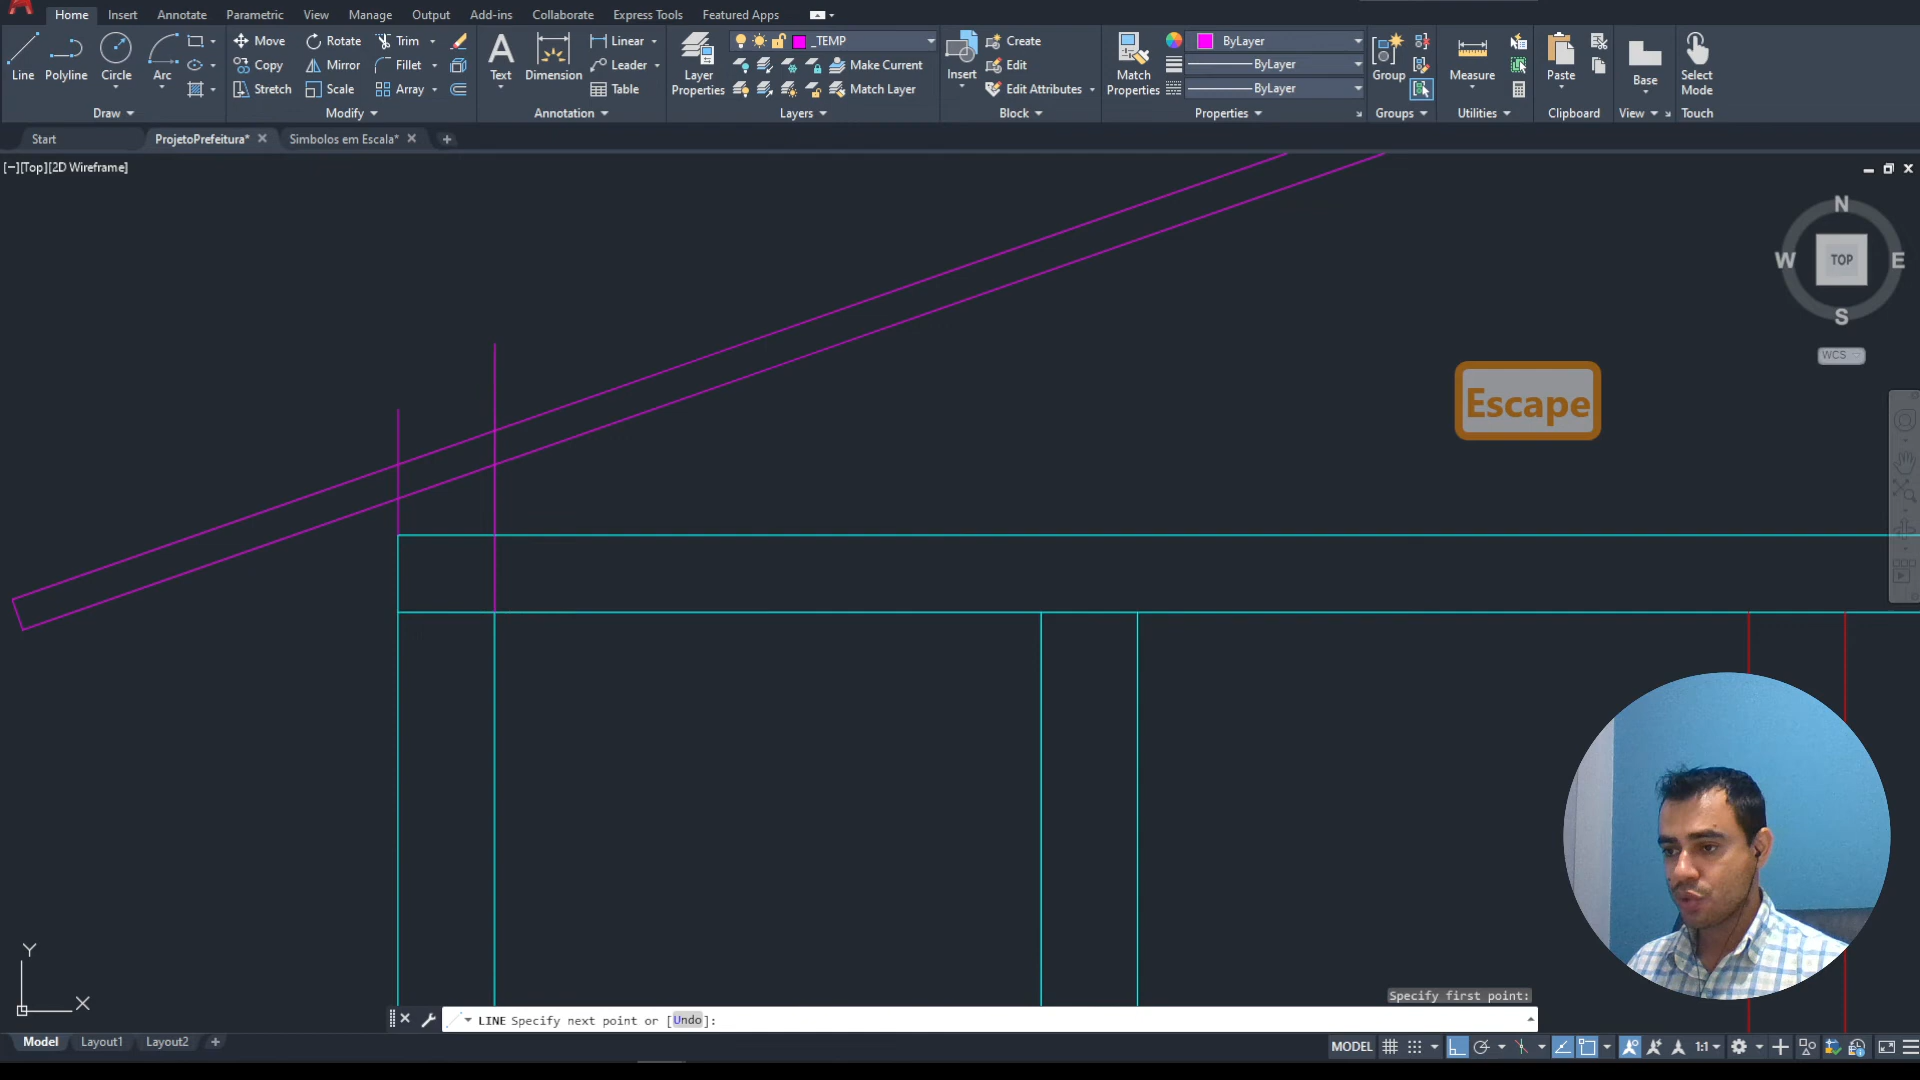 Home Insert Annotate Parametric View Manage Output Add-ins Collaborate Express Tools Featured Apps
Line Polyline Circle Arc
Move Rotate Trim
Copy Mirror Fillet
Stretch Scale Array
Draw Modify
Text Dimension
Linear
Leader
Table
Annotation
Layer Properties
_TEMP
Make Current
Match Layer
Layers
Insert
Create
Edit
Edit Attributes
Block
Match Properties
ByLayer
ByLayer
ByLayer
Properties
Group
Groups
Measure
Utilities
Paste
Clipboard
Base
View
Select Mode
Touch
Start ProjetoPrefeitura* Simbolos em Escala*
[−][Top][2D Wireframe]
N
W TOP E
S
WCS
Escape
Y
X
Specify first point:
LINE Specify next point or [Undo]:
Model Layout1 Layout2
MODEL 1:1